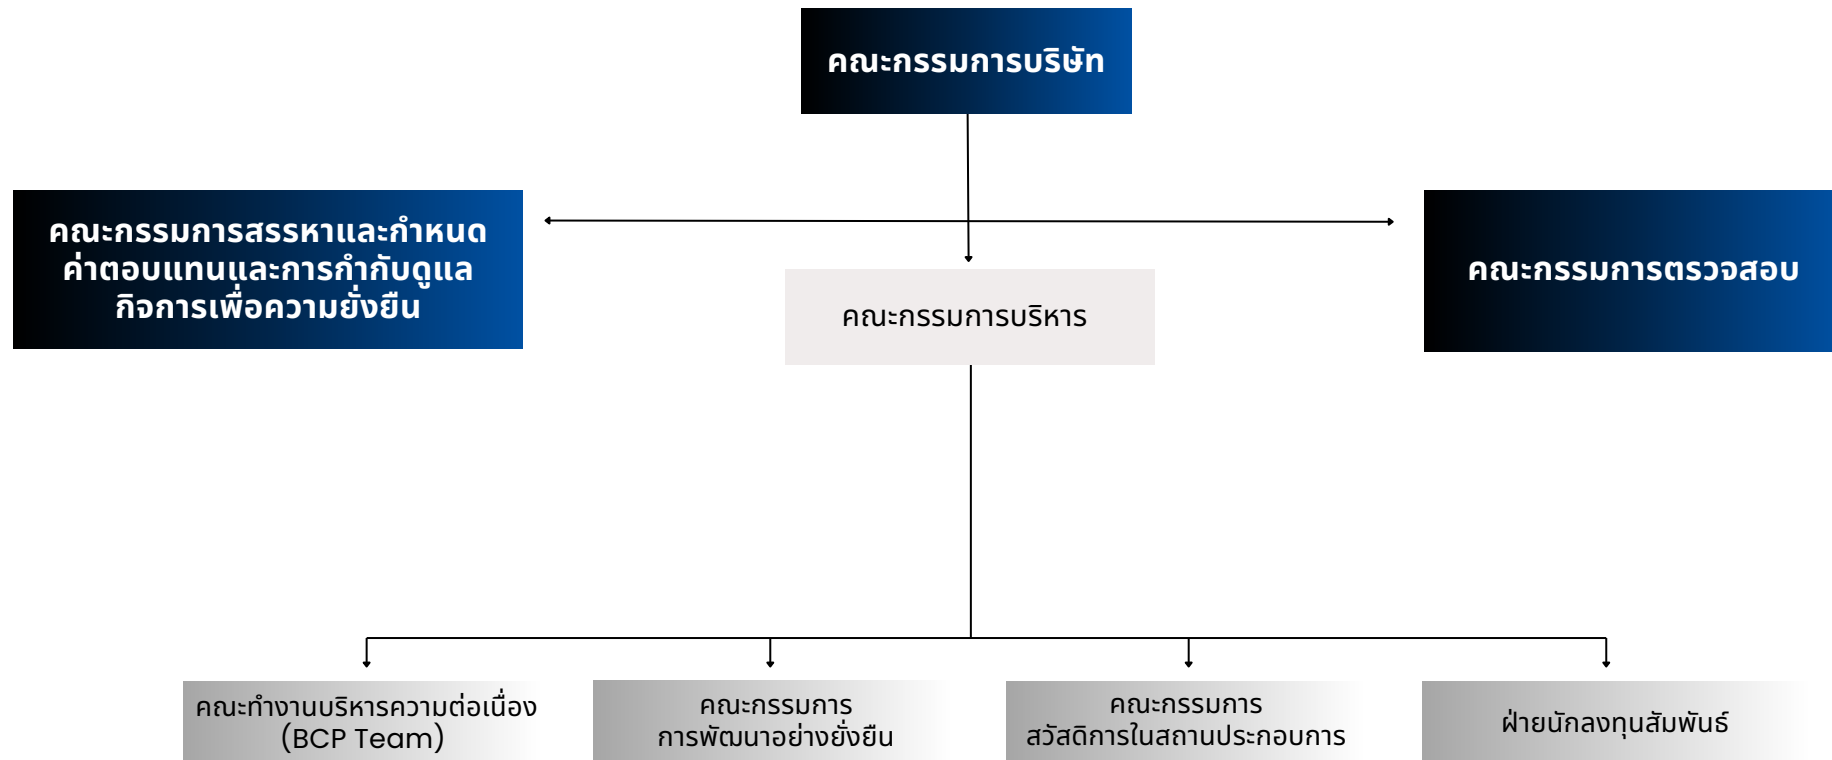 คณะกรรมการบริษัท
คณะกรรมการสรรหาและกำหนด
ค่าตอบแทนและการกำกับดูแล
กิจการเพื่อความยั่งยืน
คณะกรรมการตรวจสอบ
คณะกรรมการบริหาร
คณะทำงานบริหารความต่อเนื่อง
(BCP Team)
คณะกรรมการ
การพัฒนาอย่างยั่งยืน
คณะกรรมการ
สวัสดิการในสถานประกอบการ
ฝ่ายนักลงทุนสัมพันธ์